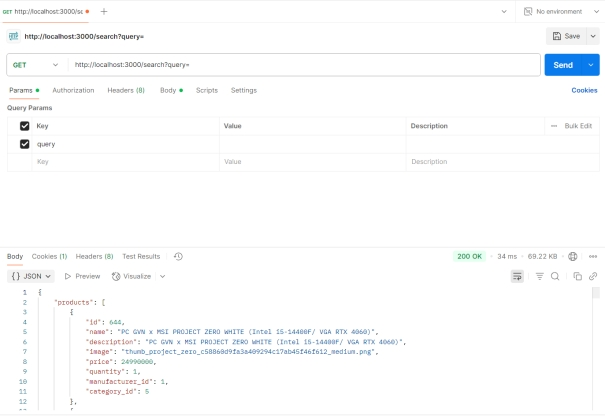 GET http://localhost:3000/se
No environment
http://localhost:3000/search?query=
Save
GET http://localhost:3000/search?query=
Send
Params Authorization Headers (8) Body Scripts Settings Cookies
Query Params
Key Value Description Bulk Edit
query
Key Value Description
Body Cookies (1) Headers (8) Test Results 200 OK 34 ms 69.22 KB
{} JSON Preview Visualize
1 {
2 "products": [
3 {
4 "id": 644,
5 "name": "PC GVN x MSI PROJECT ZERO WHITE (Intel i5-14400F/ VGA RTX 4060)",
6 "description": "PC GVN x MSI PROJECT ZERO WHITE (Intel i5-14400F/ VGA RTX 4060)",
7 "image": "thumb_project_zero_c58860d9fa3a409294c17ab45f46f612_medium.png",
8 "price": 24990000,
9 "quantity": 1,
10 "manufacturer_id": 1,
11 "category_id": 5
12 },